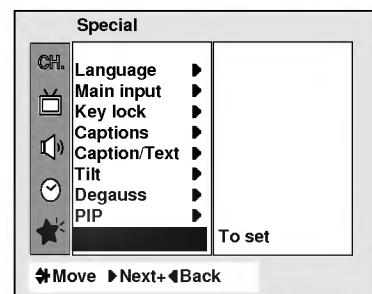 Special
CH.
Language ▶
Main input ▶
Key lock ▶
Captions ▶
Caption/Text ▶
Tilt ▶
Degauss ▶
PIP ▶
To set
Move ▶Next+◀Back